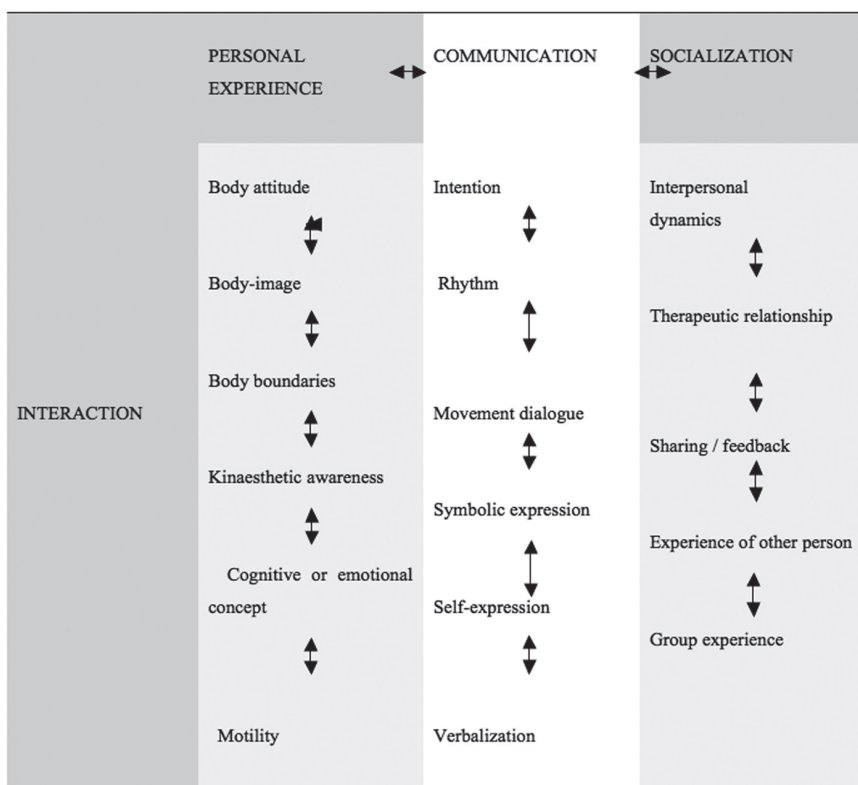 PERSONAL
EXPERIENCE
COMMUNICATION
SOCIALIZATION
INTERACTION
Body attitude
Body-image
Body boundaries
Kinaesthetic awareness
Cognitive or emotional
concept
Motility
Intention
Rhythm
Movement dialogue
Symbolic expression
Self-expression
Verbalization
Interpersonal
dynamics
Therapeutic relationship
Sharing / feedback
Experience of other person
Group experience